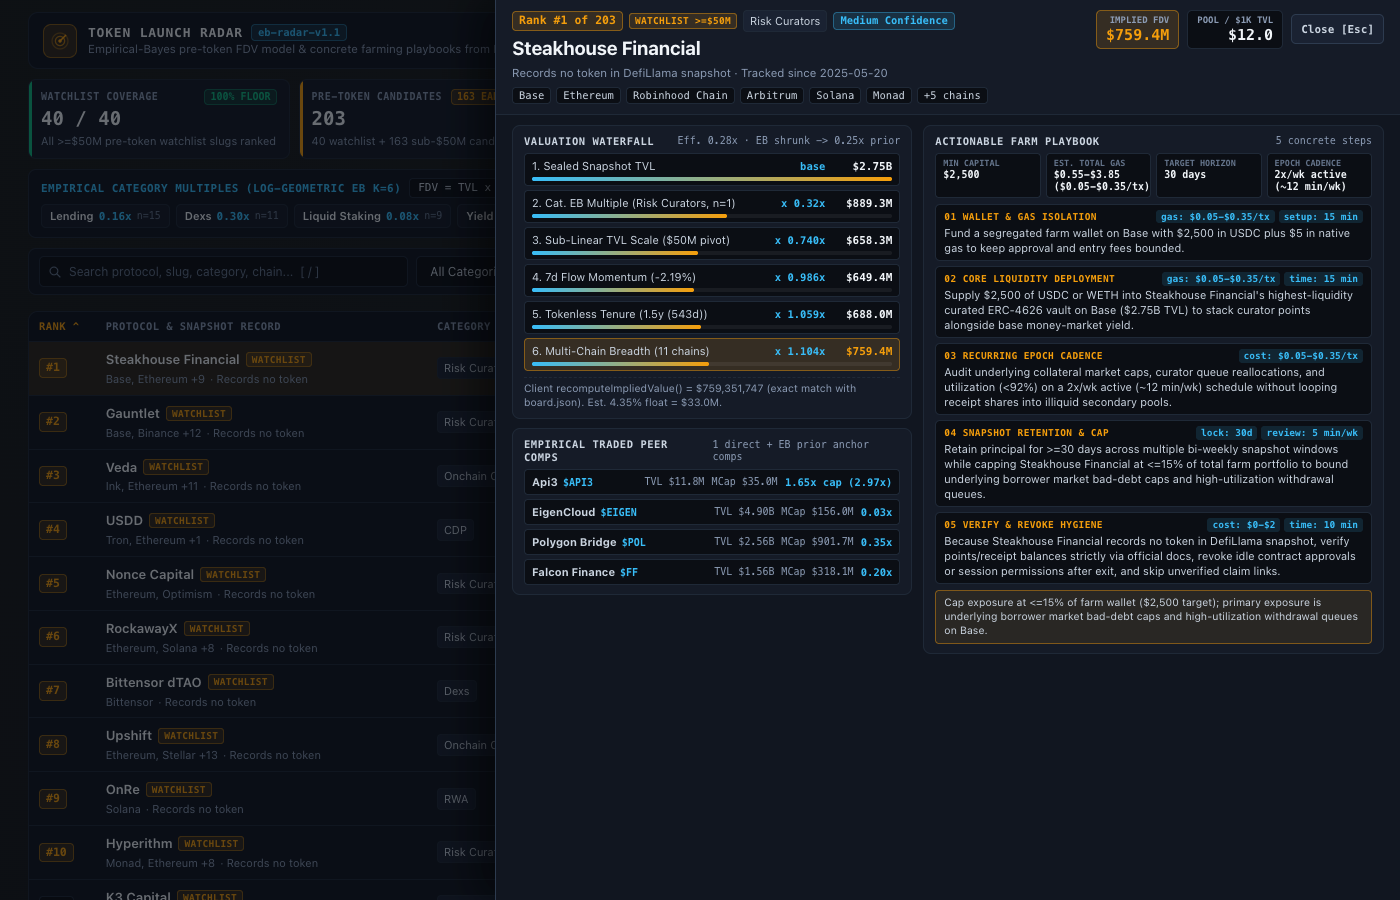 TOKEN LAUNCH RADAR eb-radar-v1.1
Empirical-Bayes pre-token FDV model & concrete farming playbooks from
WATCHLIST COVERAGE 100% FLOOR
40 / 40
All >=$50M pre-token watchlist slugs ranked
PRE-TOKEN CANDIDATES 163 EAR
203
40 watchlist + 163 sub-$50M cand
EMPIRICAL CATEGORY MULTIPLES (LOG-GEOMETRIC EB K=6) FDV = TVL x
Lending 0.16x n=15 Dexs 0.30x n=11 Liquid Staking 0.08x n=9 Yield
Search protocol, slug, category, chain... [/] All Categori
RANK ^ PROTOCOL & SNAPSHOT RECORD CATEGORY
#1 Steakhouse Financial WATCHLIST Risk Cura
Base, Ethereum +9 · Records no token
#2 Gauntlet WATCHLIST Risk Cura
Base, Binance +12 · Records no token
#3 Veda WATCHLIST Onchain C
Ink, Ethereum +11 · Records no token
#4 USDD WATCHLIST CDP
Tron, Ethereum +1 · Records no token
#5 Nonce Capital WATCHLIST Risk Cura
Ethereum, Optimism · Records no token
#6 RockawayX WATCHLIST Risk Cura
Ethereum, Solana +8 · Records no token
#7 Bittensor dTAO WATCHLIST Dexs
Bittensor · Records no token
#8 Upshift WATCHLIST Onchain C
Ethereum, Stellar +13 · Records no token
#9 OnRe WATCHLIST RWA
Solana · Records no token
#10 Hyperithm WATCHLIST Risk Cura
Monad, Ethereum +8 · Records no token
K3 Capital WATCHLIST
Rank #1 of 203 WATCHLIST >=$50M Risk Curators Medium Confidence
Steakhouse Financial
Records no token in DefiLlama snapshot · Tracked since 2025-05-20
Base Ethereum Robinhood Chain Arbitrum Solana Monad +5 chains
IMPLIED FDV
$759.4M
POOL / $1K TVL
$12.0
Close [Esc]
VALUATION WATERFALL Eff. 0.28x · EB shrunk -> 0.25x prior
1. Sealed Snapshot TVL base $2.75B
2. Cat. EB Multiple (Risk Curators, n=1) x 0.32x $889.3M
3. Sub-Linear TVL Scale ($50M pivot) x 0.740x $658.3M
4. 7d Flow Momentum (-2.19%) x 0.986x $649.4M
5. Tokenless Tenure (1.5y (543d)) x 1.059x $688.0M
6. Multi-Chain Breadth (11 chains) x 1.104x $759.4M
Client recomputeImpliedValue() = $759,351,747 (exact match with
board.json). Est. 4.35% float = $33.0M.
EMPIRICAL TRADED PEER COMPS
1 direct + EB prior anchor comps
Api3 $API3 TVL $11.8M MCap $35.0M 1.65x cap (2.97x)
EigenCloud $EIGEN TVL $4.90B MCap $156.0M 0.03x
Polygon Bridge $POL TVL $2.56B MCap $901.7M 0.35x
Falcon Finance $FF TVL $1.56B MCap $318.1M 0.20x
ACTIONABLE FARM PLAYBOOK 5 concrete steps
MIN CAPITAL
$2,500
EST. TOTAL GAS
$0.55-$3.85
($0.05-$0.35/tx)
TARGET HORIZON
30 days
EPOCH CADENCE
2x/wk active
(~12 min/wk)
01 WALLET & GAS ISOLATION gas: $0.05-$0.35/tx setup: 15 min
Fund a segregated farm wallet on Base with $2,500 in USDC plus $5 in native
gas to keep approval and entry fees bounded.
02 CORE LIQUIDITY DEPLOYMENT gas: $0.05-$0.35/tx time: 15 min
Supply $2,500 of USDC or WETH into Steakhouse Financial's highest-liquidity
curated ERC-4626 vault on Base ($2.75B TVL) to stack curator points
alongside base money-market yield.
03 RECURRING EPOCH CADENCE cost: $0.05-$0.35/tx
Audit underlying collateral market caps, curator queue reallocations, and
utilization (<92%) on a 2x/wk active (~12 min/wk) schedule without looping
receipt shares into illiquid secondary pools.
04 SNAPSHOT RETENTION & CAP lock: 30d review: 5 min/wk
Retain principal for >=30 days across multiple bi-weekly snapshot windows
while capping Steakhouse Financial at <=15% of total farm portfolio to bound
underlying borrower market bad-debt caps and high-utilization withdrawal
queues.
05 VERIFY & REVOKE HYGIENE cost: $0-$2 time: 10 min
Because Steakhouse Financial records no token in DefiLlama snapshot, verify
points/receipt balances strictly via official docs, revoke idle contract approvals
or session permissions after exit, and skip unverified claim links.
Cap exposure at <=15% of farm wallet ($2,500 target); primary exposure is
underlying borrower market bad-debt caps and high-utilization withdrawal queues
on Base.